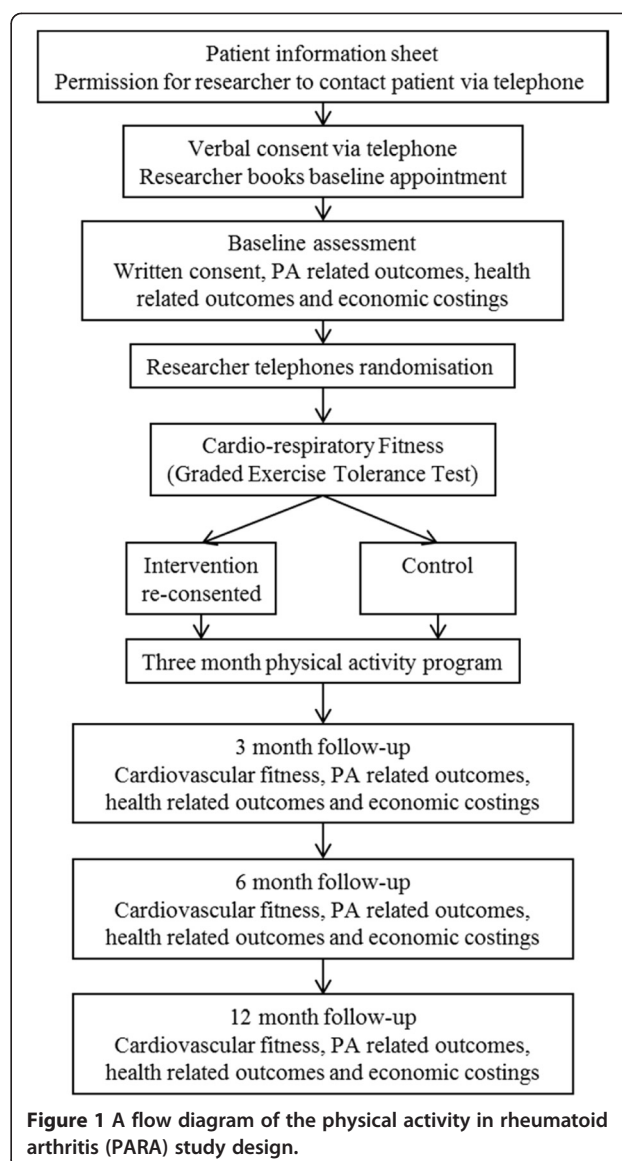 Patient information sheet
Permission for researcher to contact patient via telephone
Verbal consent via telephone
Researcher books baseline appointment
Baseline assessment
Written consent, PA related outcomes, health
related outcomes and economic costings
Researcher telephones randomisation
Cardio-respiratory Fitness
(Graded Exercise Tolerance Test)
Intervention
re-consented
Control
Three month physical activity program
3 month follow-up
Cardiovascular fitness, PA related outcomes,
health related outcomes and economic costings
6 month follow-up
Cardiovascular fitness, PA related outcomes,
health related outcomes and economic costings
12 month follow-up
Cardiovascular fitness, PA related outcomes,
health related outcomes and economic costings
Figure 1 A flow diagram of the physical activity in rheumatoid
arthritis (PARA) study design.